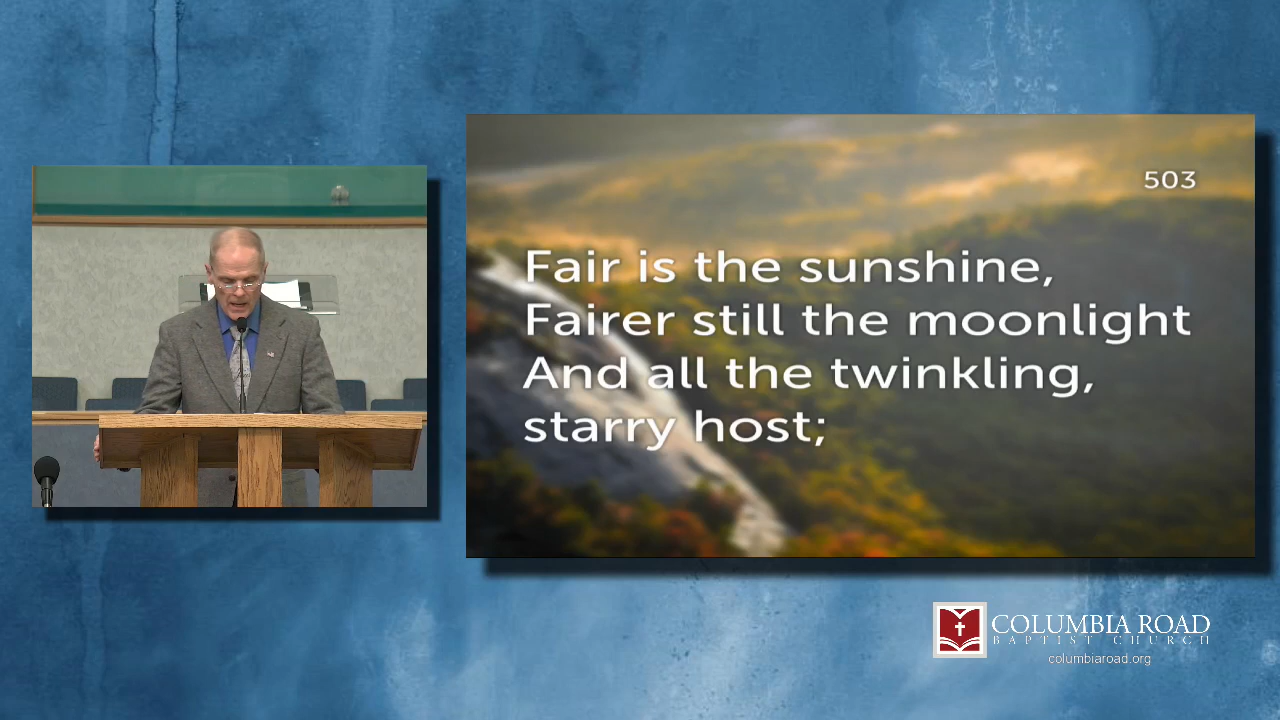 503
Fair is the sunshine,
Fairer still the moonlight
And all the twinkling,
starry host;
COLUMBIA ROAD
BAPTIST CHURCH
columbiaroad.org